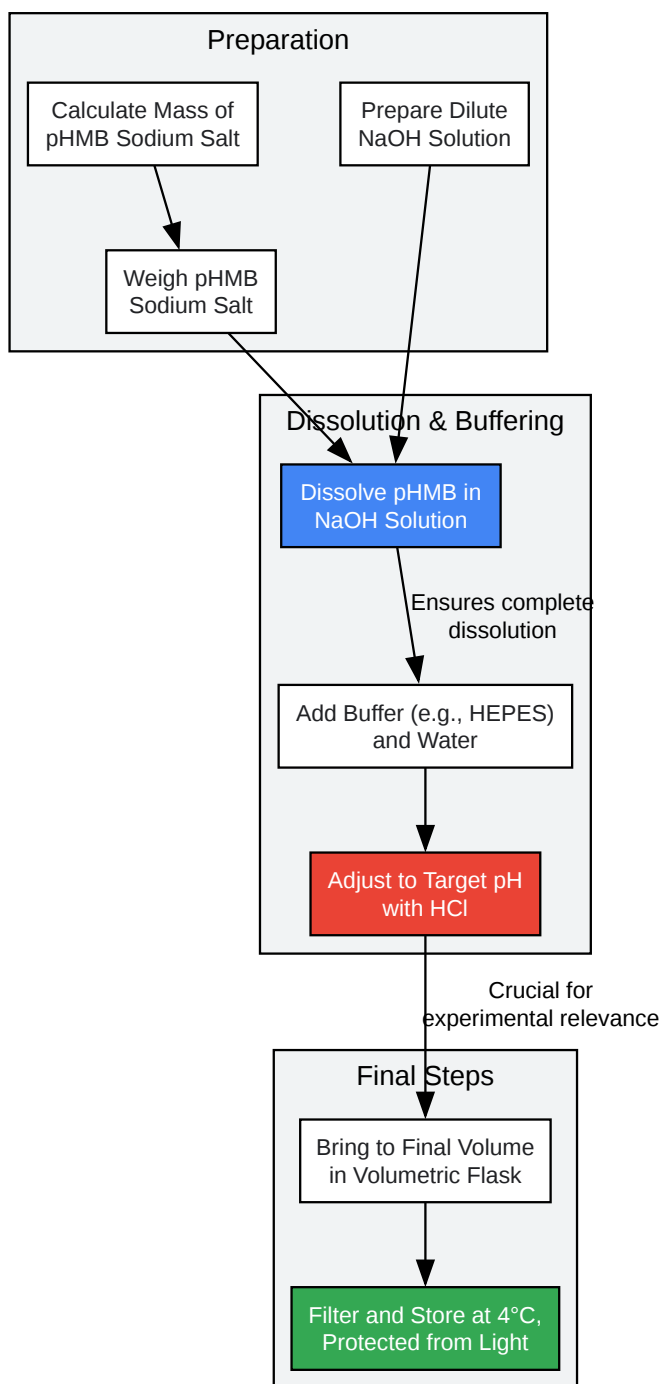 Preparation
Calculate Mass of
pHMB Sodium Salt
Prepare Dilute
NaOH Solution
Weigh pHMB
Sodium Salt
Dissolution & Buffering
Dissolve pHMB in
NaOH Solution
Ensures complete
dissolution
Add Buffer (e.g., HEPES)
and Water
Adjust to Target pH
with HCl
Crucial for
experimental relevance
Final Steps
Bring to Final Volume
in Volumetric Flask
Filter and Store at 4°C,
Protected from Light